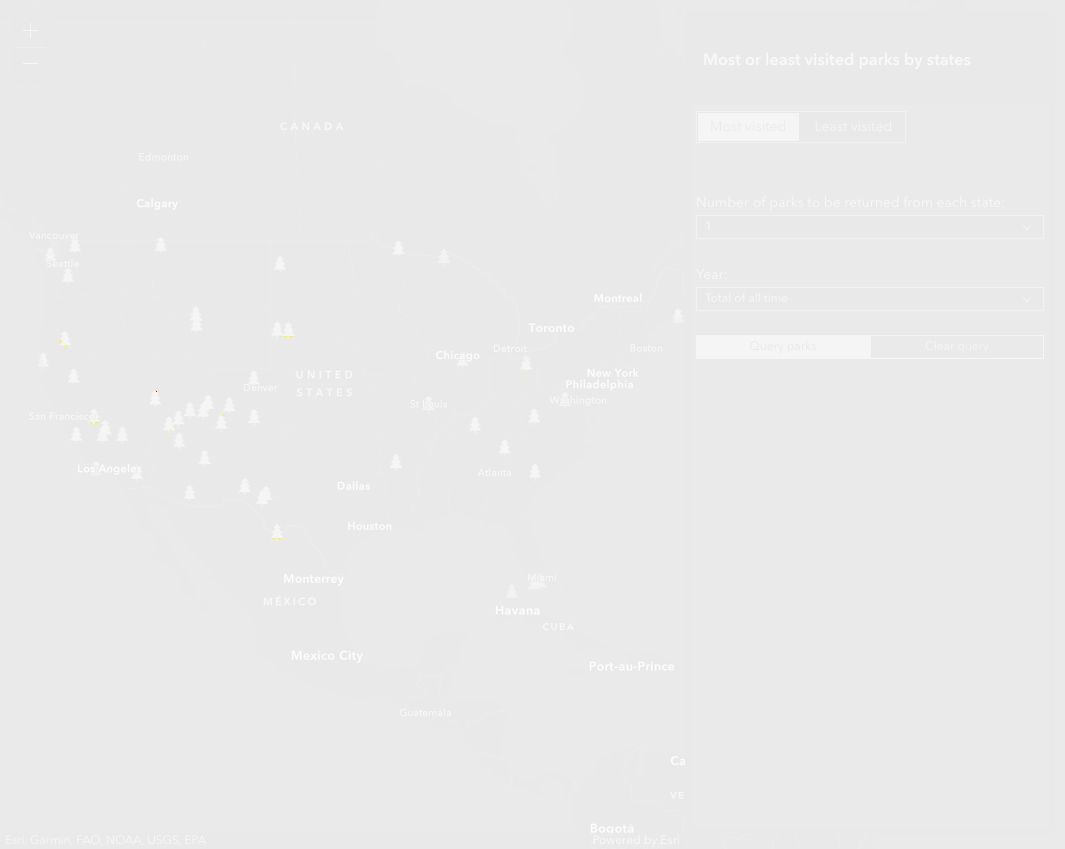 Most or least visited parks by states
Most visited
Least visited
Number of parks to be returned from each state:
1
Year:
Total of all time
Query parks
Clear query
CANADA
Edmonton
Calgary
Vancouver
Seattle
Montreal
Toronto
Detroit
Boston
Chicago
New York
Philadelphia
UNITED
STATES
Denver
St Louis
Washington
San Francisco
Los Angeles
Atlanta
Dallas
Houston
Monterrey
MÉXICO
Miami
Havana
CUBA
Mexico City
Port-au-Prince
Guatemala
Ca
VE
Bogotá
Esri, Garmin, FAO, NOAA, USGS, EPA
Powered by Esri